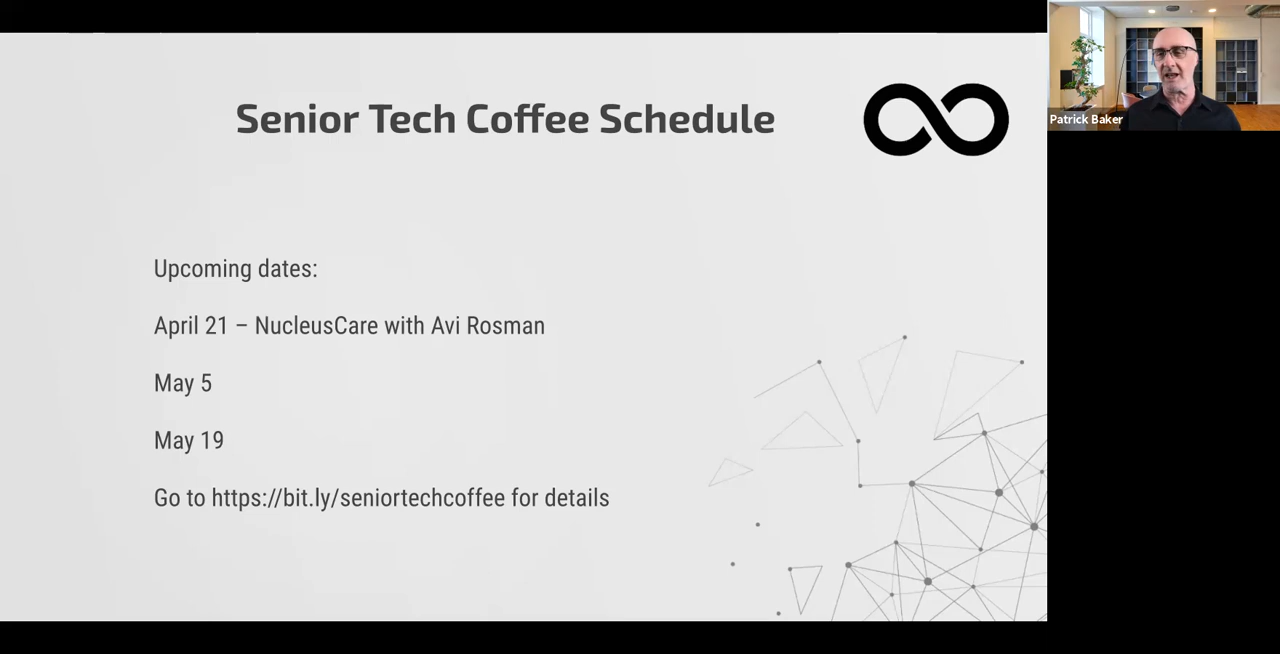 Senior Tech Coffee Schedule
Patrick Baker
Upcoming dates:
April 21 – NucleusCare with Avi Rosman
May 5
May 19
Go to https://bit.ly/seniortechcoffee for details